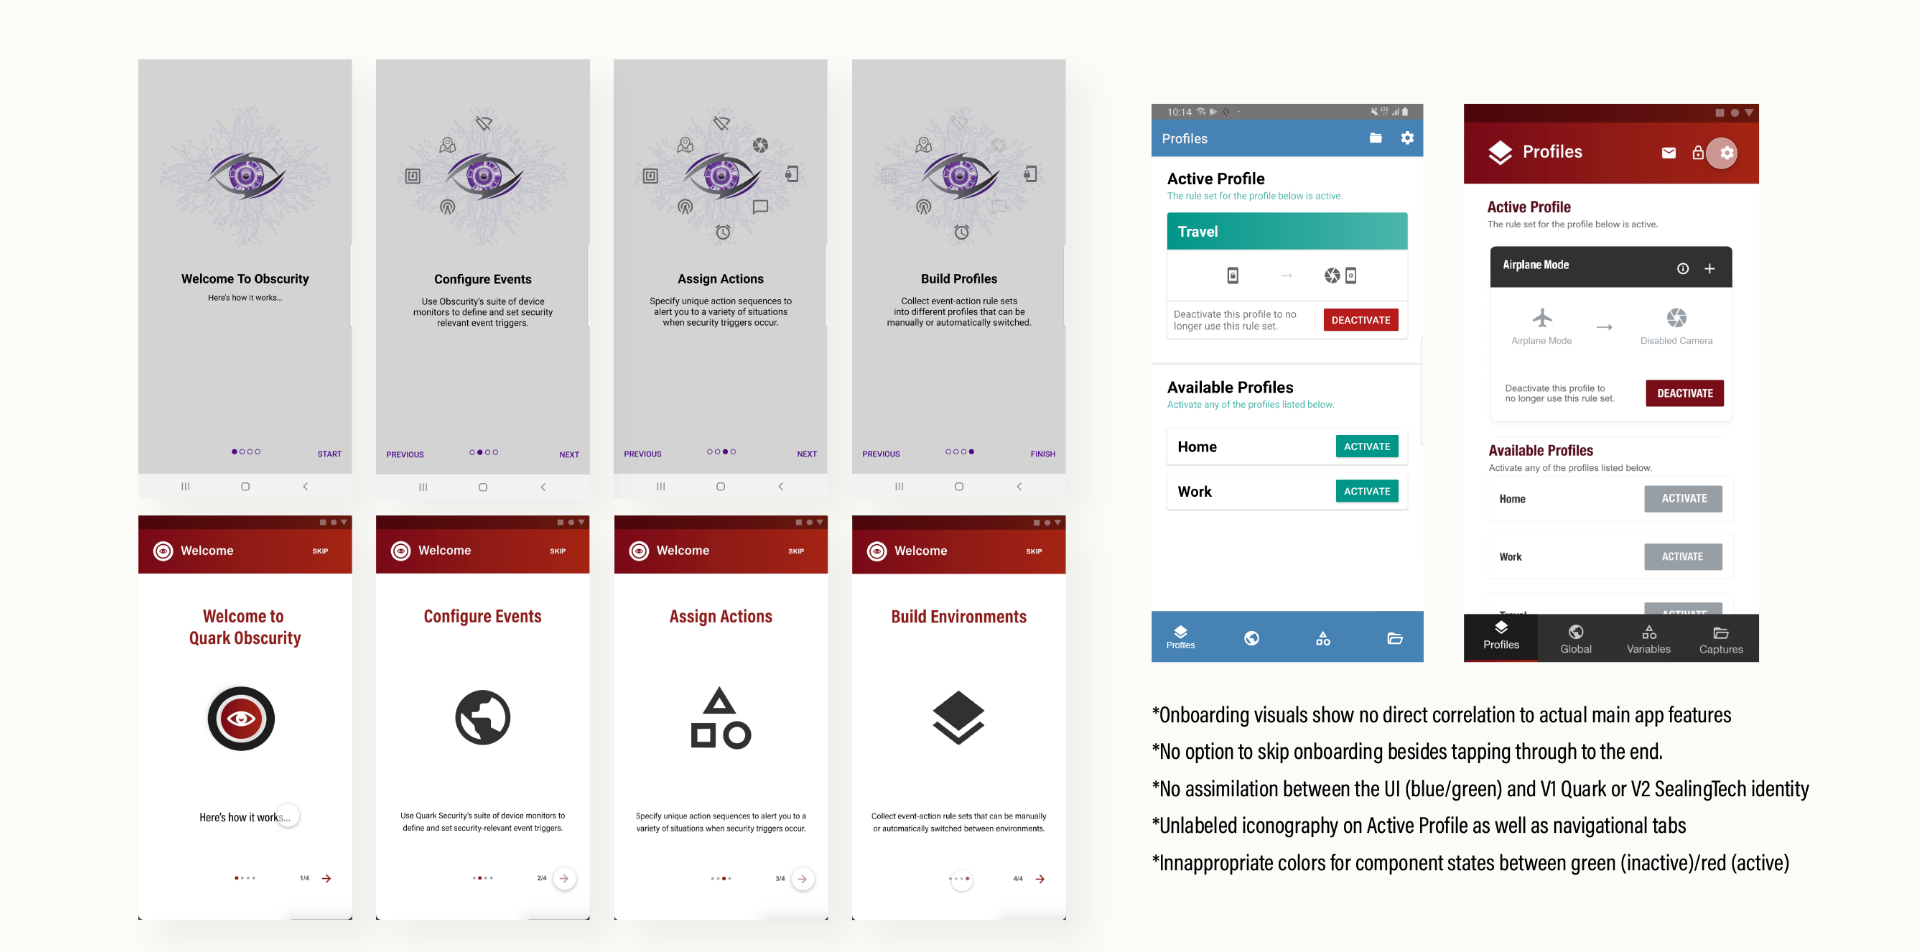 Welcome To Obscurity
Here's how it works...
START
Configure Events
Use Obscurity's suite of device
monitors to define and set security
relevant event triggers.
PREVIOUS
NEXT
Assign Actions
Specify unique action sequences to
alert you to a variety of situations
when security triggers occur.
PREVIOUS
NEXT
Build Profiles
Collect event-action rule sets
into different profiles that can be
manually or automatically switched.
PREVIOUS
FINISH
Welcome
SKIP
Welcome to
Quark Obscurity
Here's how it works...
1/4
Welcome
SKIP
Configure Events
Use Quark Security's suite of device monitors to
define and set security-relevant event triggers.
2/4
Welcome
SKIP
Assign Actions
Specify unique action sequences to alert you to a
variety of situations when security triggers occur.
3/4
Welcome
SKIP
Build Environments
Collect event-action rule sets that can be manually
or automatically switched between environments.
4/4
10:14
Profiles
Active Profile
The rule set for the profile below is active.
Travel
Deactivate this profile to no
longer use this rule set.
DEACTIVATE
Available Profiles
Activate any of the profiles listed below.
Home
ACTIVATE
Work
ACTIVATE
Profiles
Profiles
Active Profile
The rule set for the profile below is active.
Airplane Mode
Airplane Mode
Disabled Camera
Deactivate this profile to
no longer use this rule set.
DEACTIVATE
Available Profiles
Activate any of the profiles listed below.
Home
ACTIVATE
Work
ACTIVATE
Travel
ACTIVATE
Profiles
Global
Variables
Captures
*Onboarding visuals show no direct correlation to actual main app features
*No option to skip onboarding besides tapping through to the end.
*No assimilation between the UI (blue/green) and V1 Quark or V2 SealingTech identity
*Unlabeled iconography on Active Profile as well as navigational tabs
*Innappropriate colors for component states between green (inactive)/red (active)